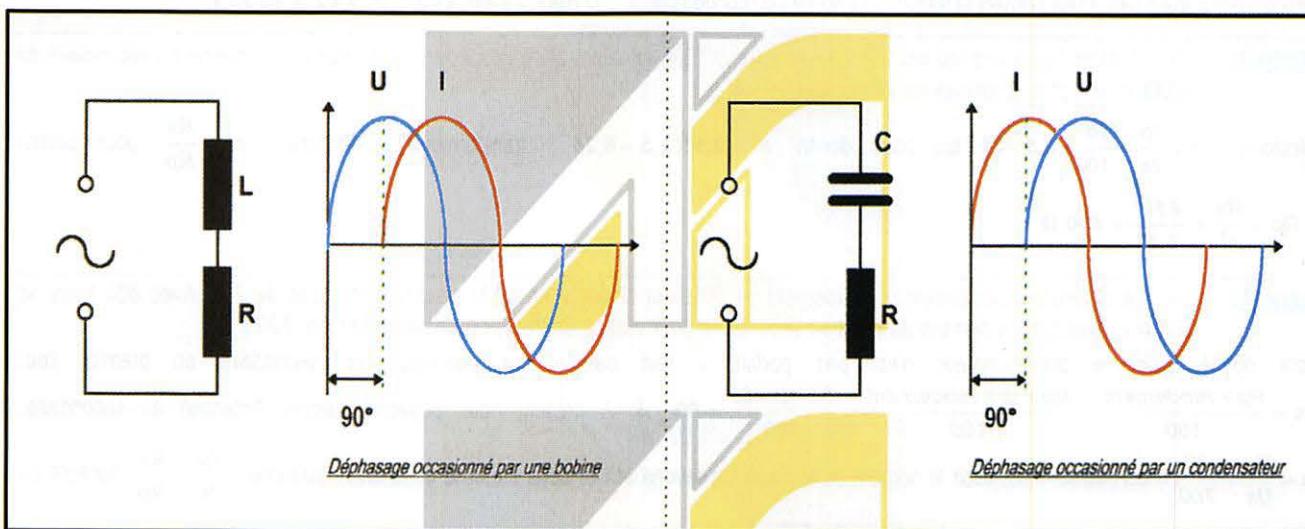 U I
L
R
90°
Déphasage occasionné par une bobine
I U
C
R
90°
Déphasage occasionné par un condensateur